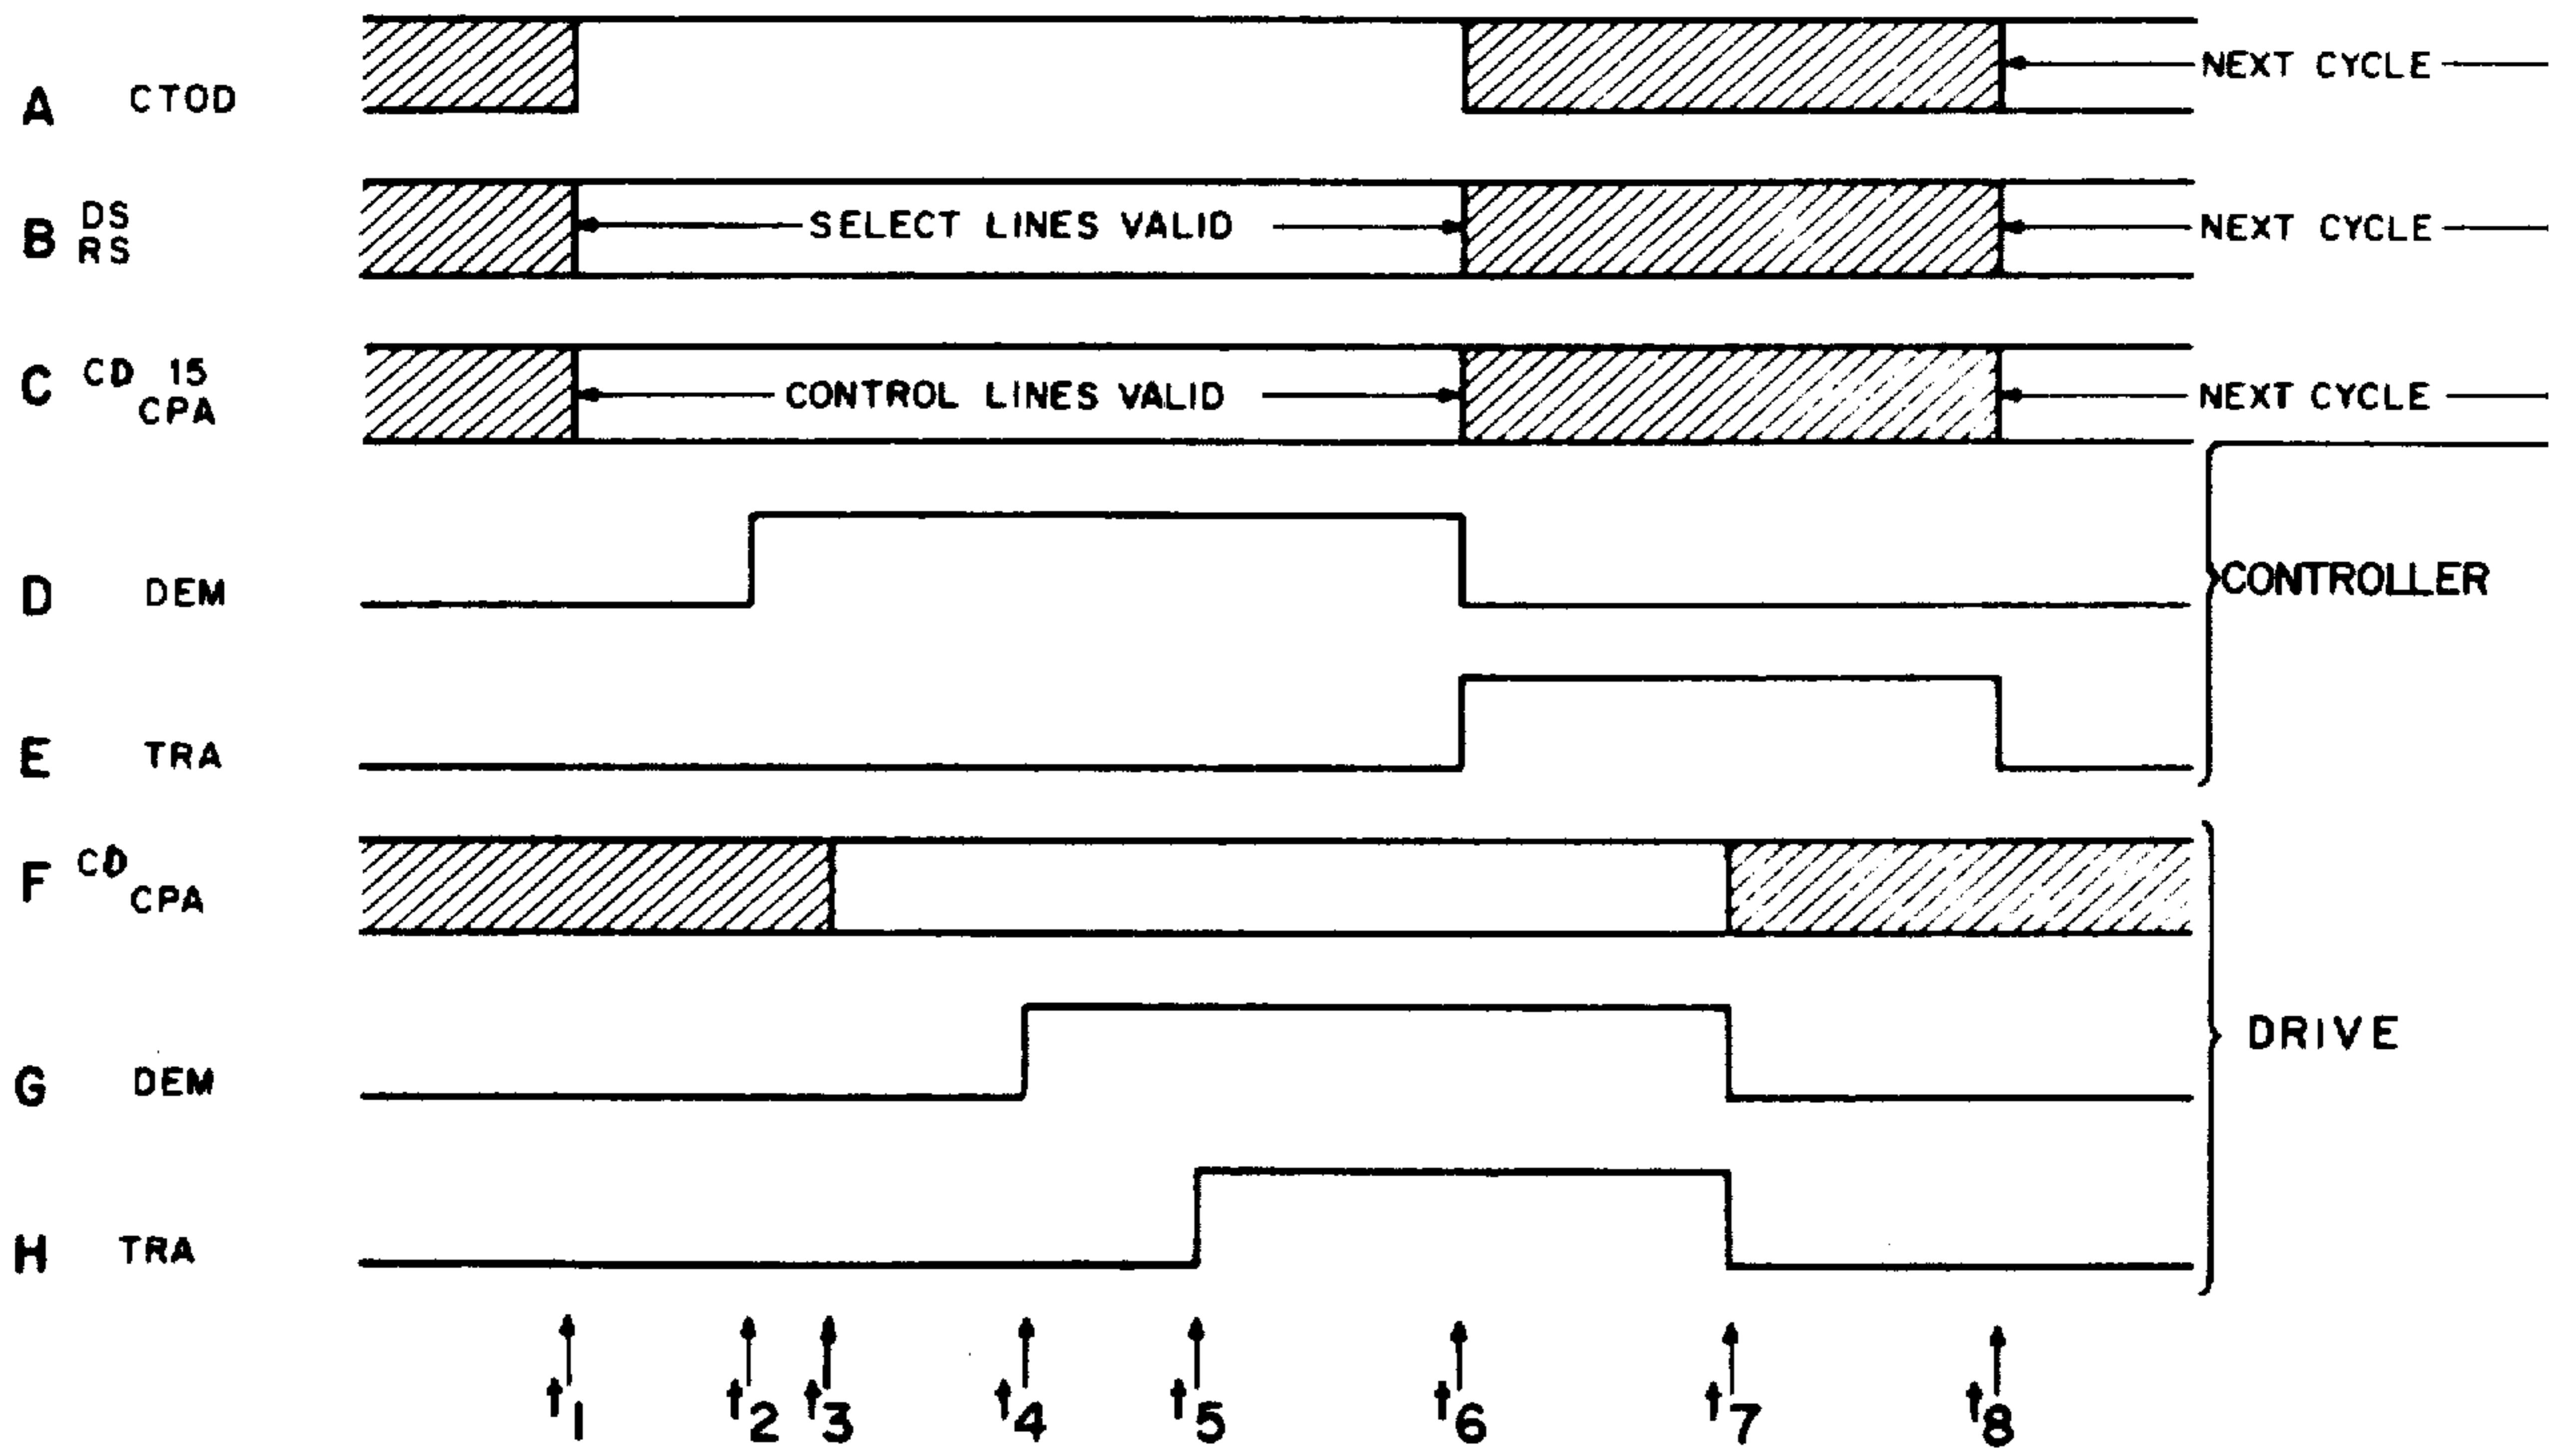 A CTOD
NEXT CYCLE
B DS
RS
SELECT LINES VALID
NEXT CYCLE
C CD 15
CPA
CONTROL LINES VALID
NEXT CYCLE
D DEM
CONTROLLER
E TRA
F CD
CPA
G DEM
DRIVE
H TRA
t1 t2 t3 t4 t5 t6 t7 t8